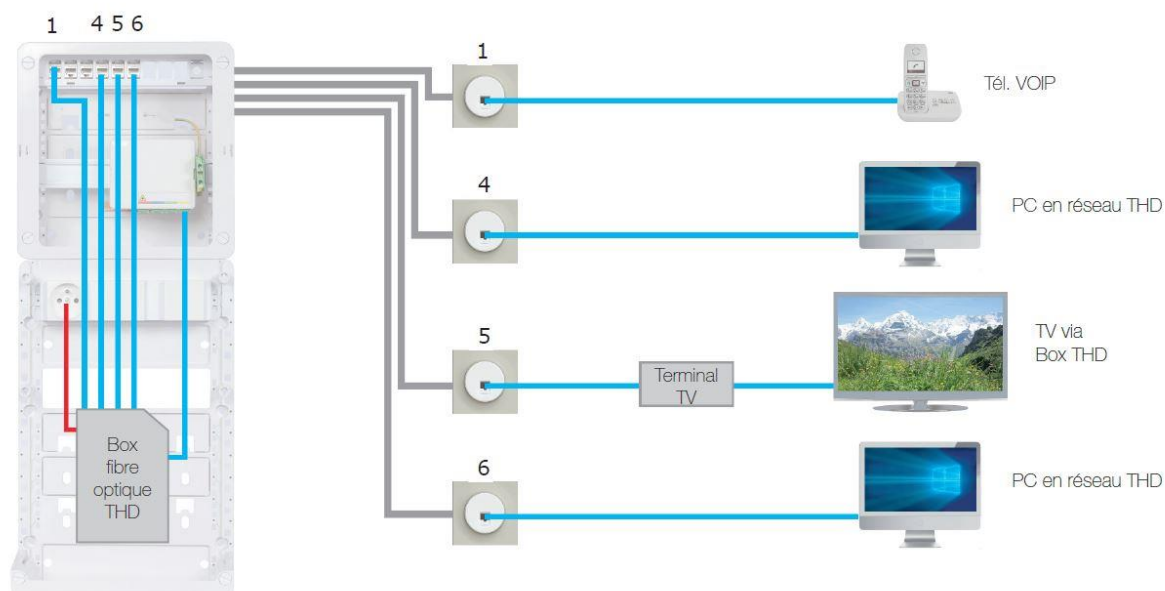 1 4 5 6
1
Tél. VOIP
4
PC en réseau THD
5
Terminal
TV
TV via
Box THD
6
PC en réseau THD
Box
fibre
optique
THD